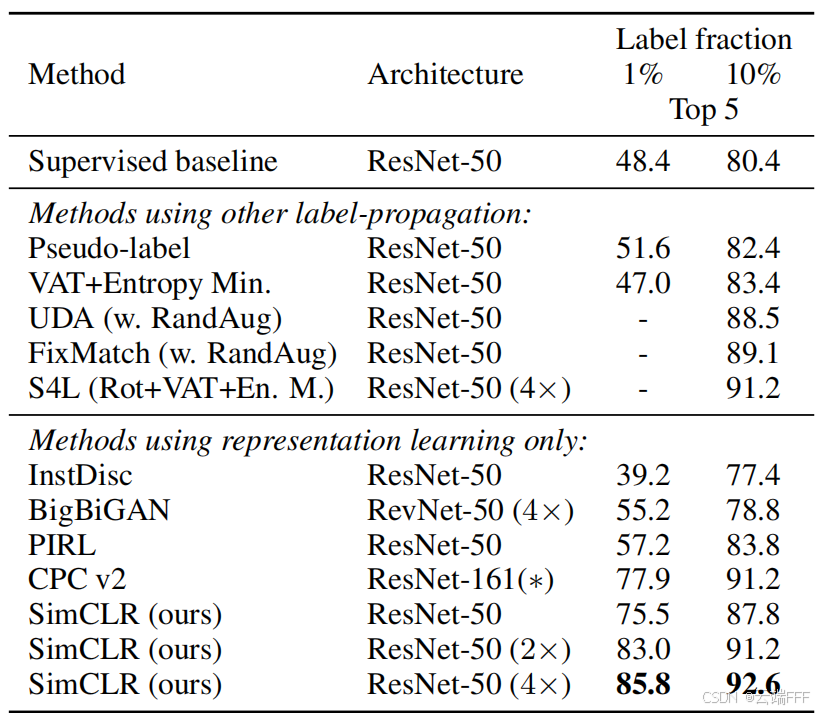 Label fraction
Method Architecture 1% 10%
Top 5
Supervised baseline ResNet-50 48.4 80.4
Methods using other label-propagation:
Pseudo-label ResNet-50 51.6 82.4
VAT+Entropy Min. ResNet-50 47.0 83.4
UDA (w. RandAug) ResNet-50 - 88.5
FixMatch (w. RandAug) ResNet-50 - 89.1
S4L (Rot+VAT+En. M.) ResNet-50 (4×) - 91.2
Methods using representation learning only:
InstDisc ResNet-50 39.2 77.4
BigBiGAN RevNet-50 (4×) 55.2 78.8
PIRL ResNet-50 57.2 83.8
CPC v2 ResNet-161(∗) 77.9 91.2
SimCLR (ours) ResNet-50 75.5 87.8
SimCLR (ours) ResNet-50 (2×) 83.0 91.2
SimCLR (ours) ResNet-50 (4×) 85.8 92.6
CSDN @云端FFF